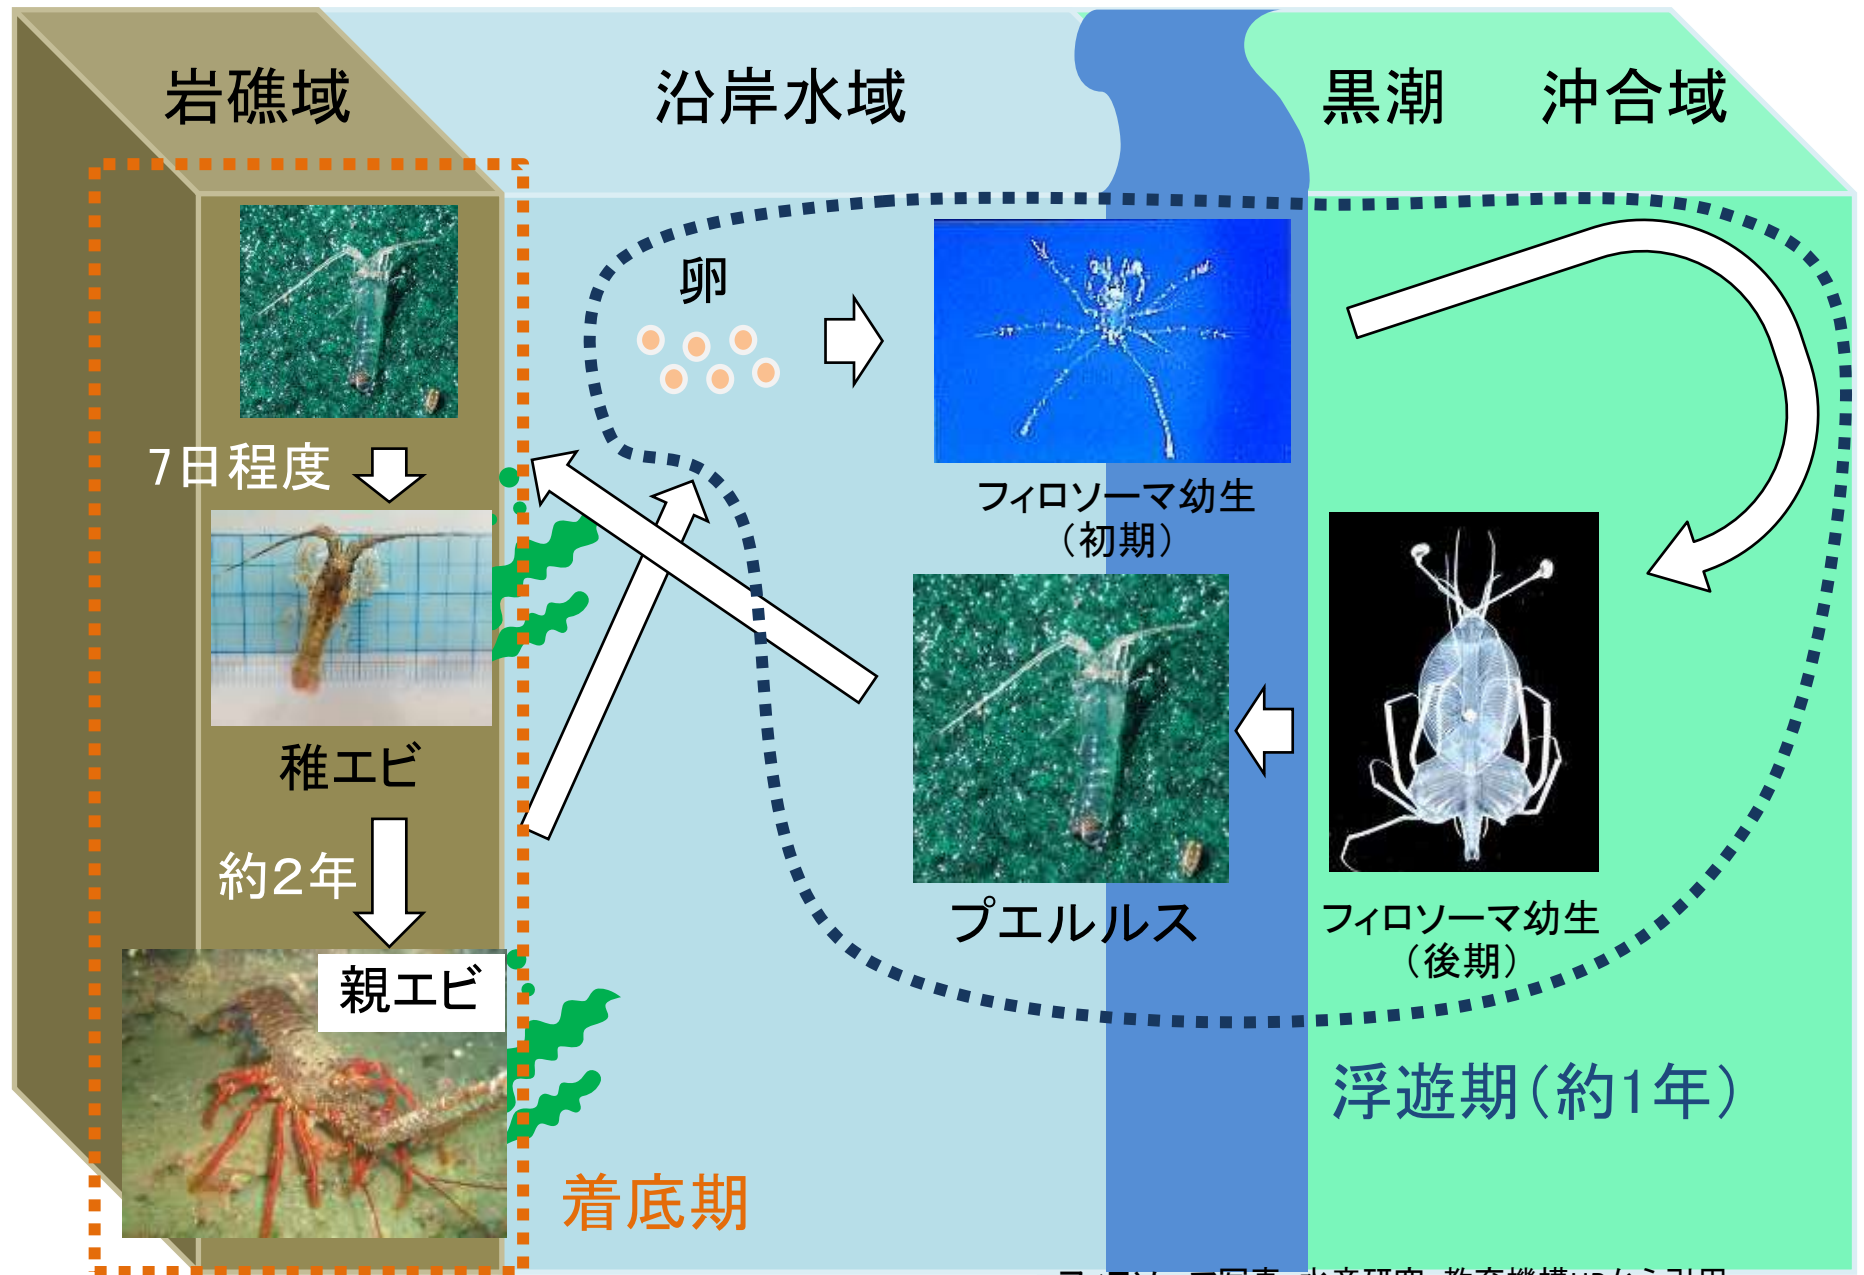 岩礁域
沿岸水域
黒潮
沖合域
卵
7日程度
フィロソーマ幼生
（初期）
稚エビ
約2年
プエルルス
フィロソーマ幼生
（後期）
親エビ
浮遊期（約1年）
着底期